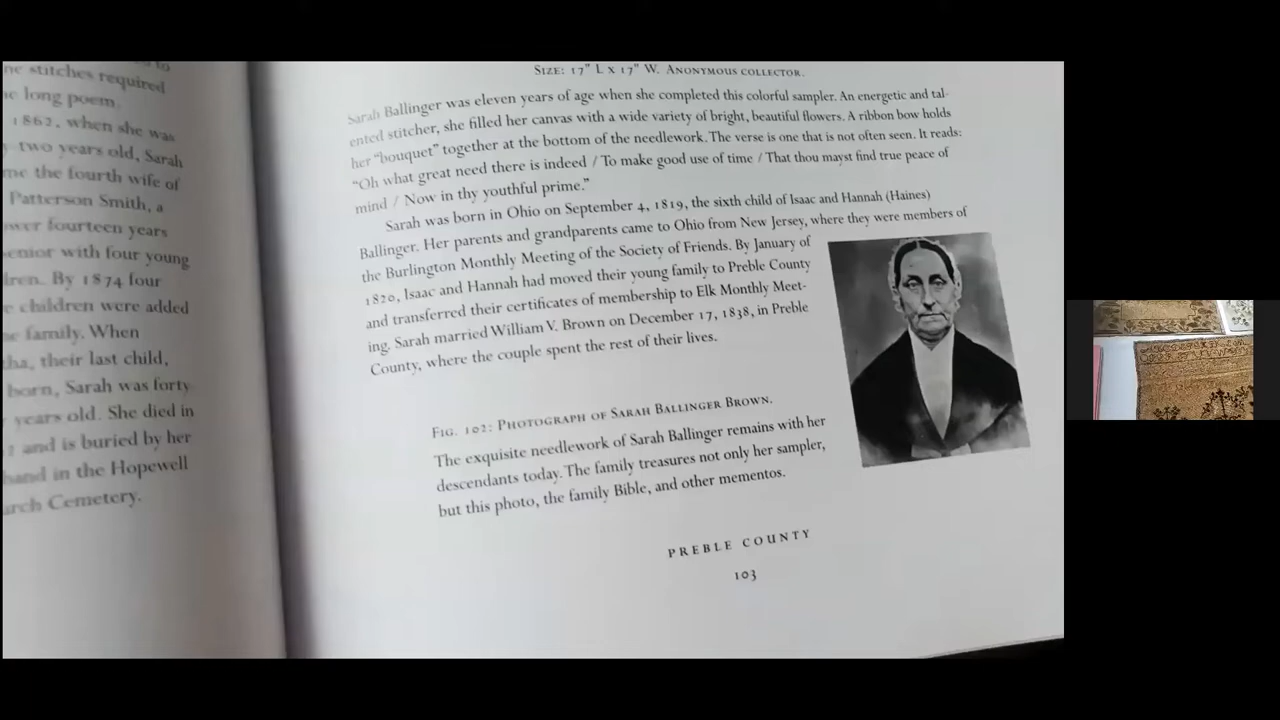 ne stitches required
e long poem.
1862, when she was
y-two years old, Sarah
me the fourth wife of
Patterson Smith, a
ower fourteen years
enior with four young
dren. By 1874 four
e children were added
he family. When
tha, their last child,
born, Sarah was forty
years old. She died in
and is buried by her
band in the Hopewell
urch Cemetery.
SIZE: 17" L X 17" W. ANONYMOUS COLLECTOR.
Sarah Ballinger was eleven years of age when she completed this colorful sampler. An energetic and tal-
ented stitcher, she filled her canvas with a wide variety of bright, beautiful flowers. A ribbon bow holds
her "bouquet" together at the bottom of the needlework. The verse is one that is not often seen. It reads:
"Oh what great need there is indeed / To make good use of time / That thou mayst find true peace of
mind / Now in thy youthful prime."
Sarah was born in Ohio on September 4, 1819, the sixth child of Isaac and Hannah (Haines)
Ballinger. Her parents and grandparents came to Ohio from New Jersey, where they were members of
the Burlington Monthly Meeting of the Society of Friends. By January of
1820, Isaac and Hannah had moved their young family to Preble County
and transferred their certificates of membership to Elk Monthly Meet-
ing. Sarah married William V. Brown on December 17, 1838, in Preble
County, where the couple spent the rest of their lives.
FIG. 102: PHOTOGRAPH OF SARAH BALLINGER BROWN.
The exquisite needlework of Sarah Ballinger remains with her
descendants today. The family treasures not only her sampler,
but this photo, the family Bible, and other mementos.
PREBLE COUNTY
103